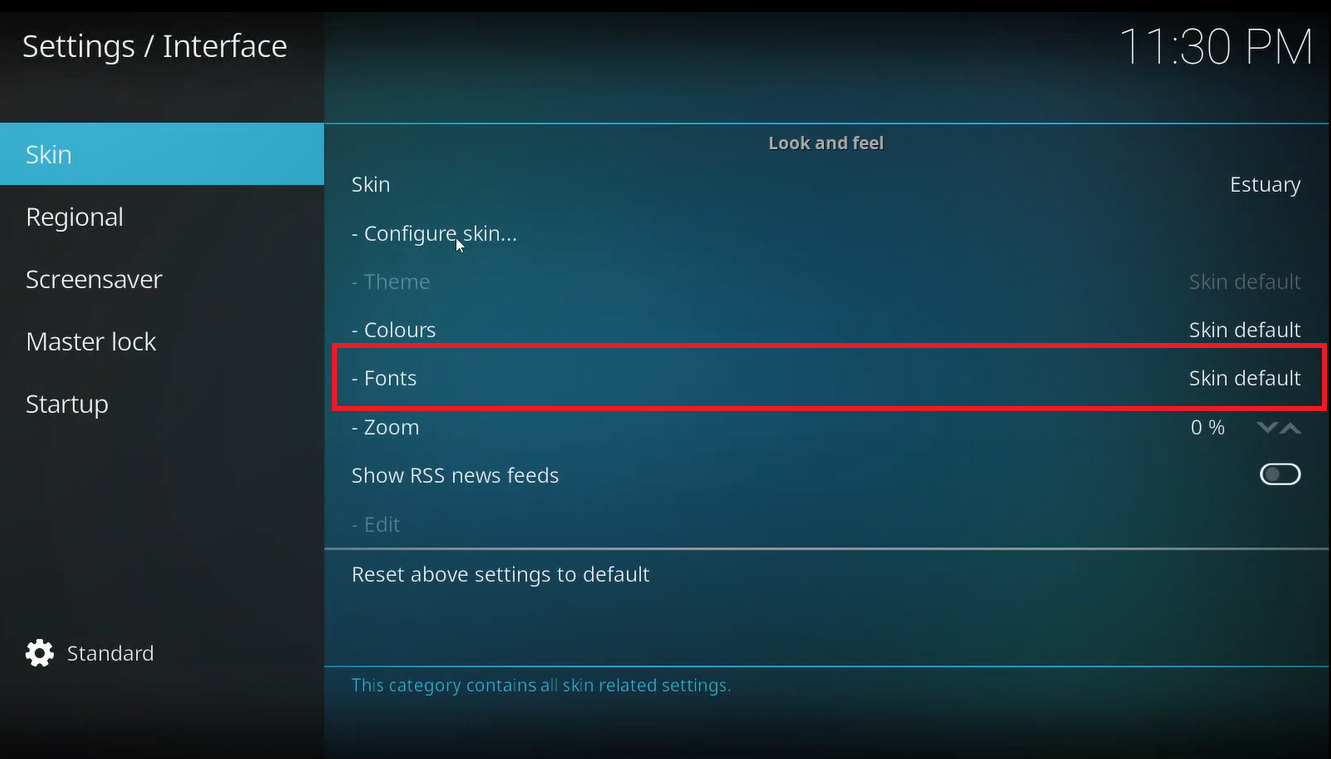 Settings / Interface
11:30 PM
Skin
Regional
Screensaver
Master lock
Startup
Standard
Look and feel
Skin Estuary
- Configure skin...
- Theme Skin default
- Colours Skin default
- Fonts Skin default
- Zoom 0 %
Show RSS news feeds
- Edit
Reset above settings to default
This category contains all skin related settings.